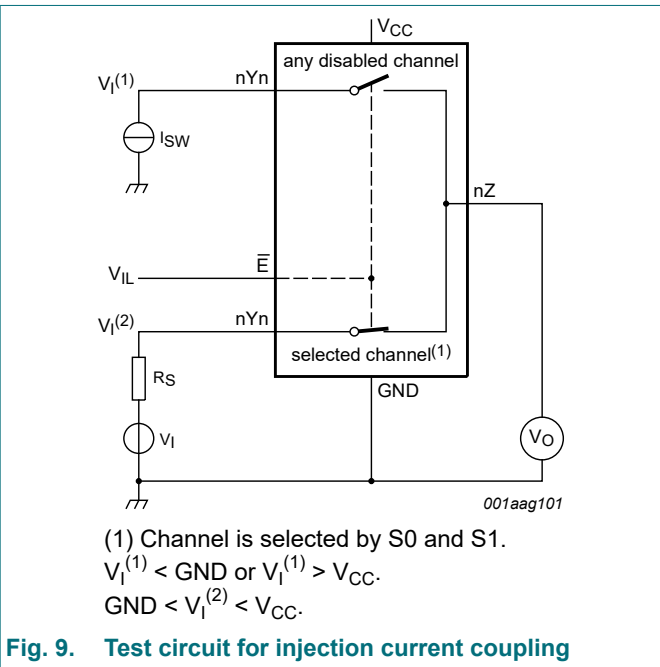 VCC
any disabled channel
VI(1)
nYn
ISW
nZ
VIL
E̅
VI(2)
nYn
selected channel(1)
RS
GND
VI
VO
001aag101
(1) Channel is selected by S0 and S1.
VI(1) < GND or VI(1) > VCC.
GND < VI(2) < VCC.
Fig. 9. Test circuit for injection current coupling